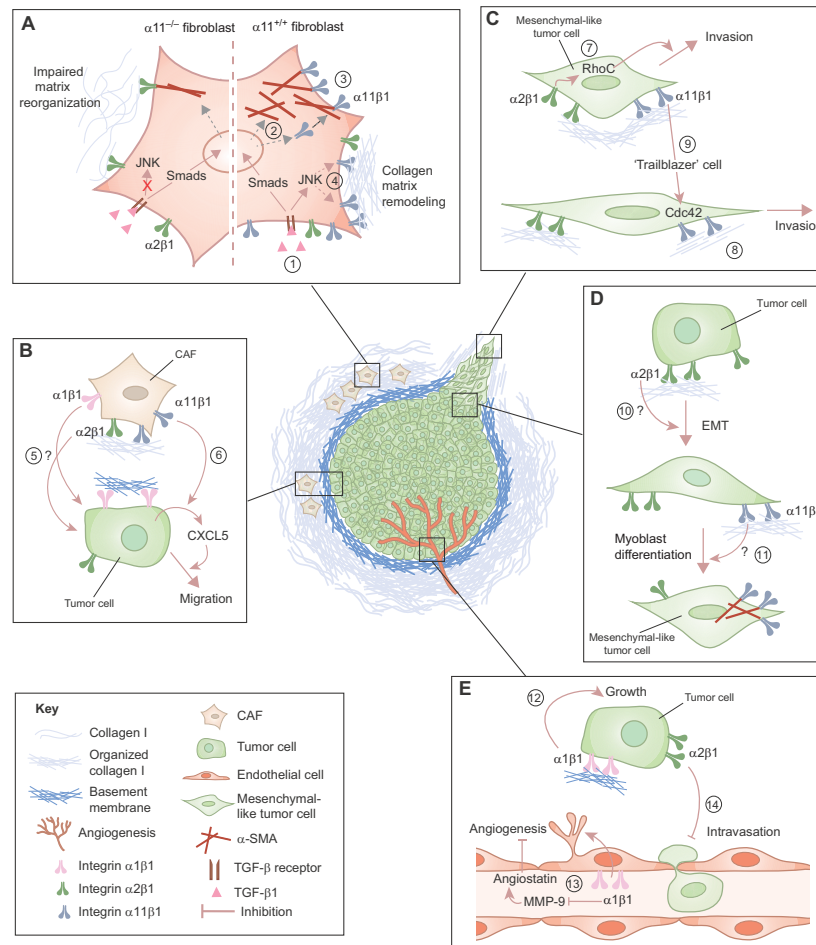 A
α11−/− fibroblast
α11+/+ fibroblast
Impaired
matrix
reorganization
③
α11β1
②
JNK
X
Smads
Smads
JNK
④
Collagen
matrix
remodeling
α2β1
①
C
Mesenchymal-like
tumor cell
⑦
RhoC
Invasion
α2β1
α11β1
⑨
'Trailblazer' cell
Cdc42
⑧
Invasi
B
CAF
α1β1
α11β1
α2β1
⑤ ?
⑥
CXCL5
Tumor cell
Migration
D
Tumor cell
α2β1
⑩ ?
EMT
α11β
Myoblast
differentiation
? ⑪
Mesenchymal-like
tumor cell
Key
Collagen I
Organized
collagen I
Basement
membrane
Angiogenesis
Integrin α1β1
Integrin α2β1
Integrin α11β1
CAF
Tumor cell
Endothelial cell
Mesenchymal-
like tumor cell
α-SMA
TGF-β receptor
TGF-β1
Inhibition
E
⑫
Growth
Tumor cell
α1β1
α2β1
⑭
Angiogenesis
Intravasation
Angiostatin
⑬
MMP-9
α1β1